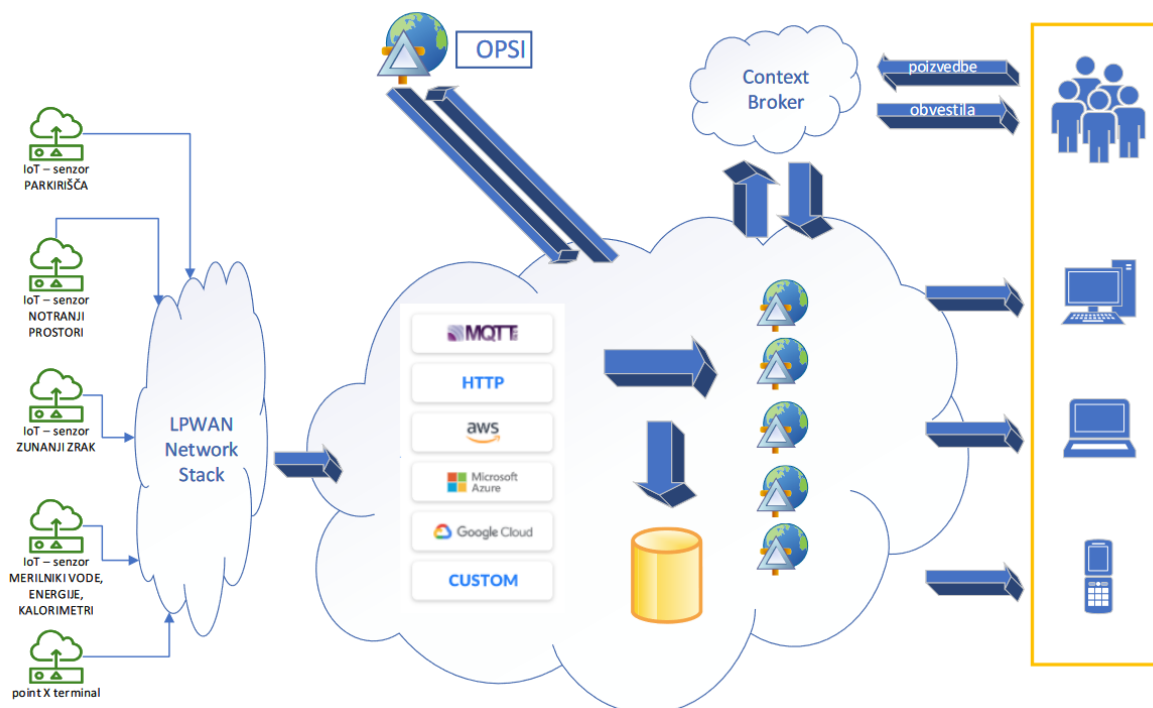 OPSI
Context
Broker
poizvedbe
obvestila
IoT – senzor
PARKIRIŠČA
IoT – senzor
NOTRANJI
PROSTORI
IoT – senzor
ZUNANJI ZRAK
IoT – senzor
MERILNIKI VODE,
ENERGIJE,
KALORIMETRI
point X terminal
LPWAN
Network
Stack
MQTT
HTTP
aws
Microsoft
Azure
Google Cloud
CUSTOM